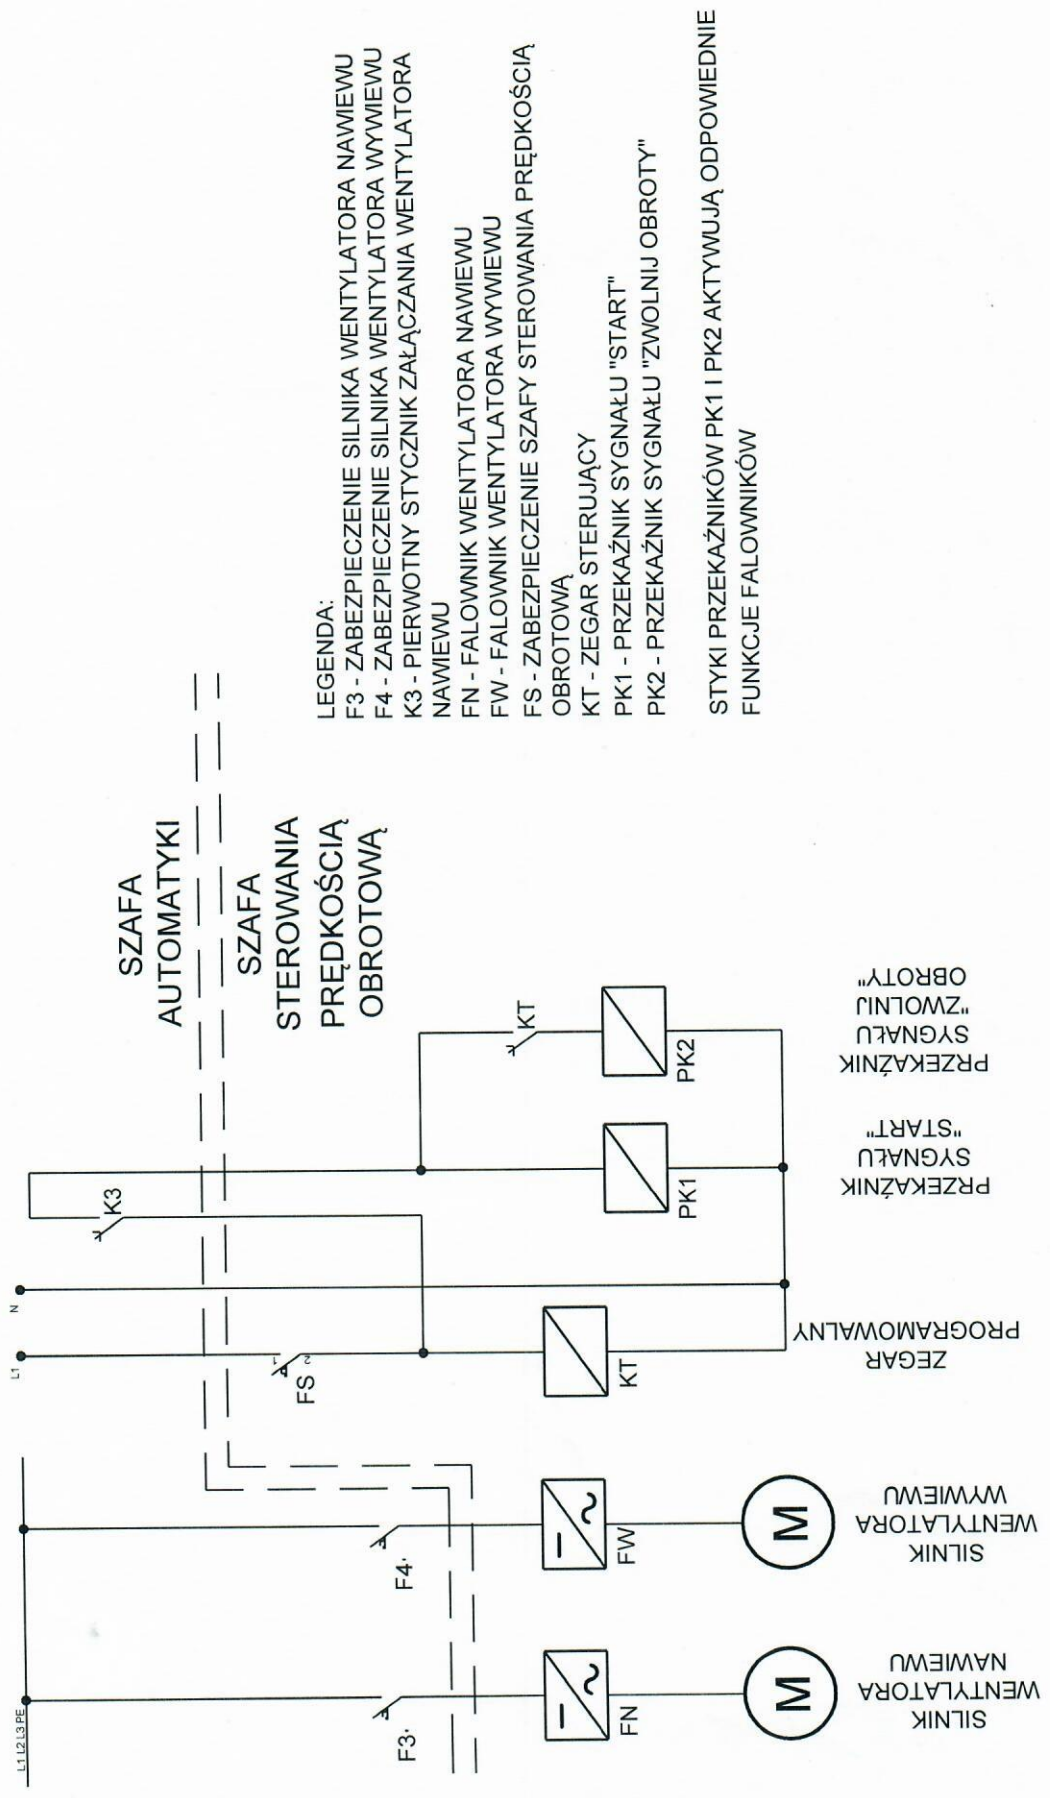 L1 L2 L3 PE
L1
N
F3'
F4'
FS
1
2
K3
KT
FN
FW
KT
PK1
PK2
SILNIK
WENTYLATORA
NAWIEWU
SILNIK
WENTYLATORA
WYWIEWU
ZEGAR
PROGRAMOWALNY
PRZEKAŹNIK
SYGNAŁU
"START"
PRZEKAŹNIK
SYGNAŁU
"ZWOLNIJ
OBROTY"
SZAFA
AUTOMATYKI
SZAFA
STEROWANIA
PRĘDKOŚCIĄ
OBROTOWĄ
LEGENDA:
F3 - ZABEZPIECZENIE SILNIKA WENTYLATORA NAWIEWU
F4 - ZABEZPIECZENIE SILNIKA WENTYLATORA WYWIEWU
K3 - PIERWOTNY STYCZNIK ZAŁĄCZANIA WENTYLATORA
NAWIEWU
FN - FALOWNIK WENTYLATORA NAWIEWU
FW - FALOWNIK WENTYLATORA WYWIEWU
FS - ZABEZPIECZENIE SZAFY STEROWANIA PRĘDKOŚCIĄ
OBROTOWĄ
KT - ZEGAR STERUJĄCY
PK1 - PRZEKAŹNIK SYGNAŁU "START"
PK2 - PRZEKAŹNIK SYGNAŁU "ZWOLNIJ OBROTY"
STYKI PRZEKAŹNIKÓW PK1 I PK2 AKTYWUJĄ ODPOWIEDNIE
FUNKCJE FALOWNIKÓW
M
M